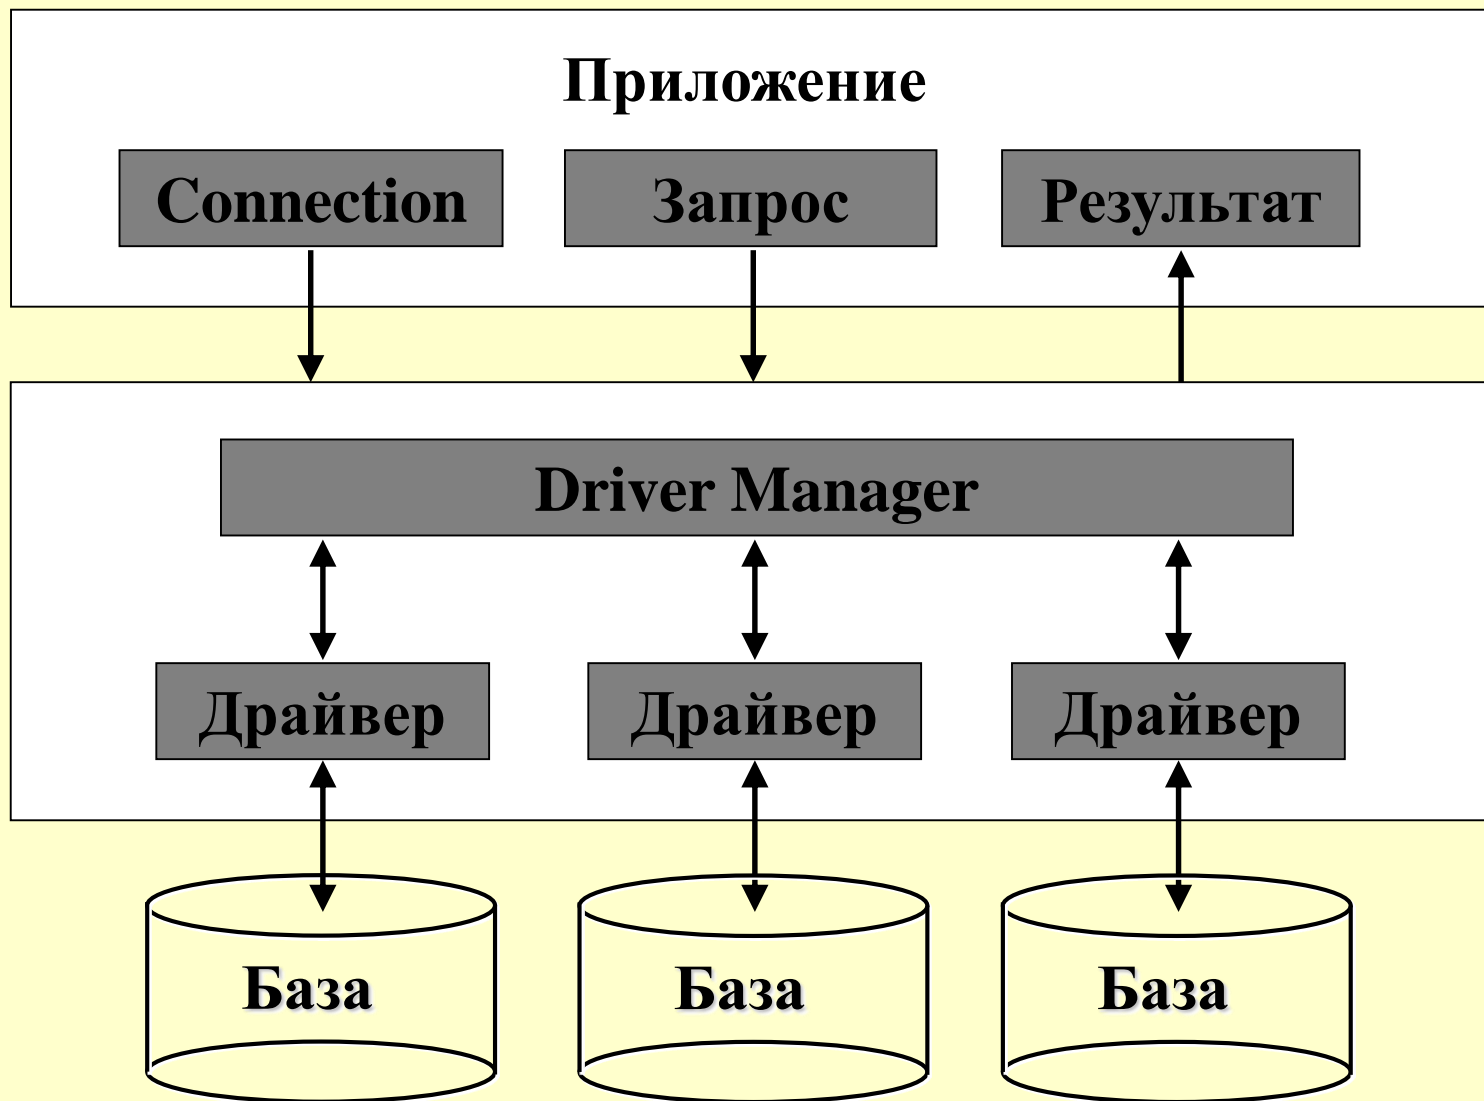 Приложение
Connection
Запрос
Результат
Driver Manager
Драйвер
Драйвер
Драйвер
База
База
База